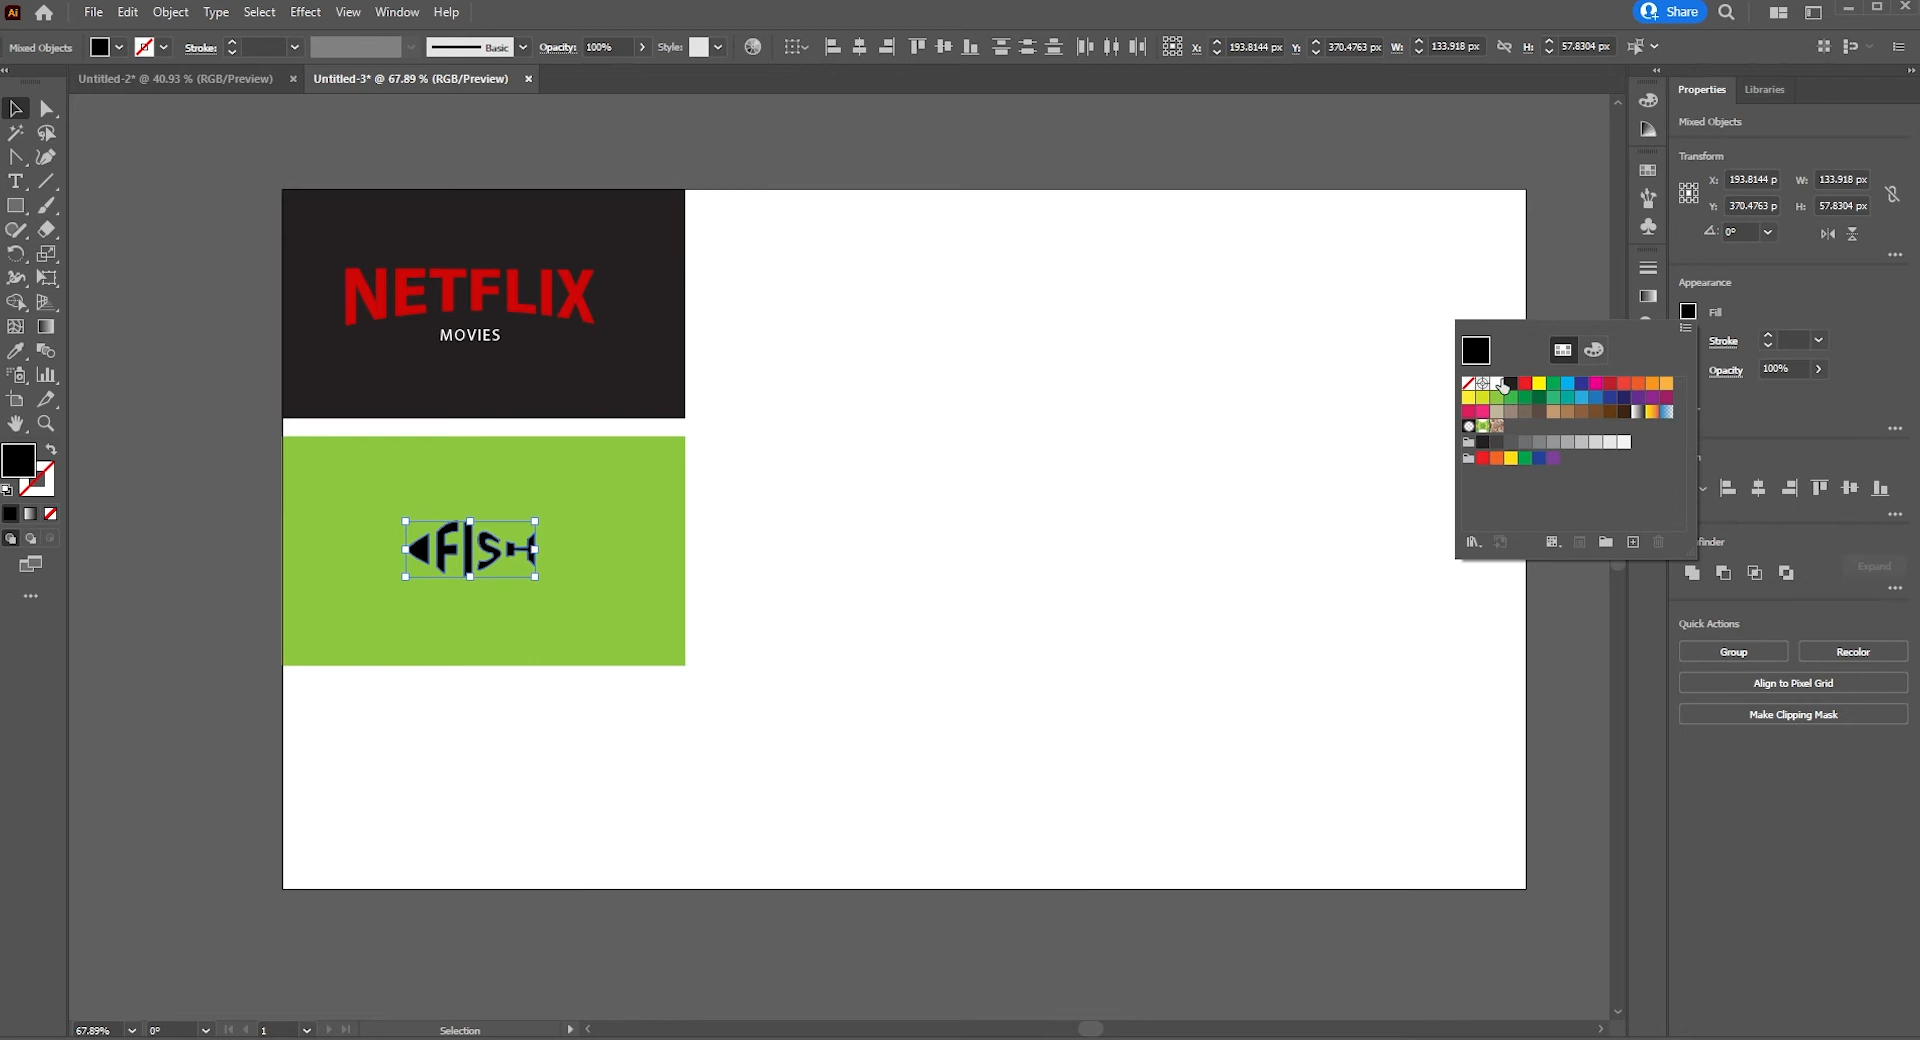 Ai File Edit Object Type Select Effect View Window Help Share
Mixed Objects Stroke: Basic Opacity: 100% Style: X: 193.8144 px Y: 370.4763 px W: 133.918 px H: 57.8304 px
Untitled-2* @ 40.93 % (RGB/Preview) × Untitled-3* @ 67.89 % (RGB/Preview) ×
Properties Libraries
Mixed Objects
Transform
X: 193.8144 p W: 133.918 px
Y: 370.4763 p H: 57.8304 px
0°
Appearance
Fill
Stroke
Opacity 100%
NETFLIX
MOVIES
FISH
finder
Expand
Quick Actions
Group Recolor
Align to Pixel Grid
Make Clipping Mask
67.89% 0° 1 Selection